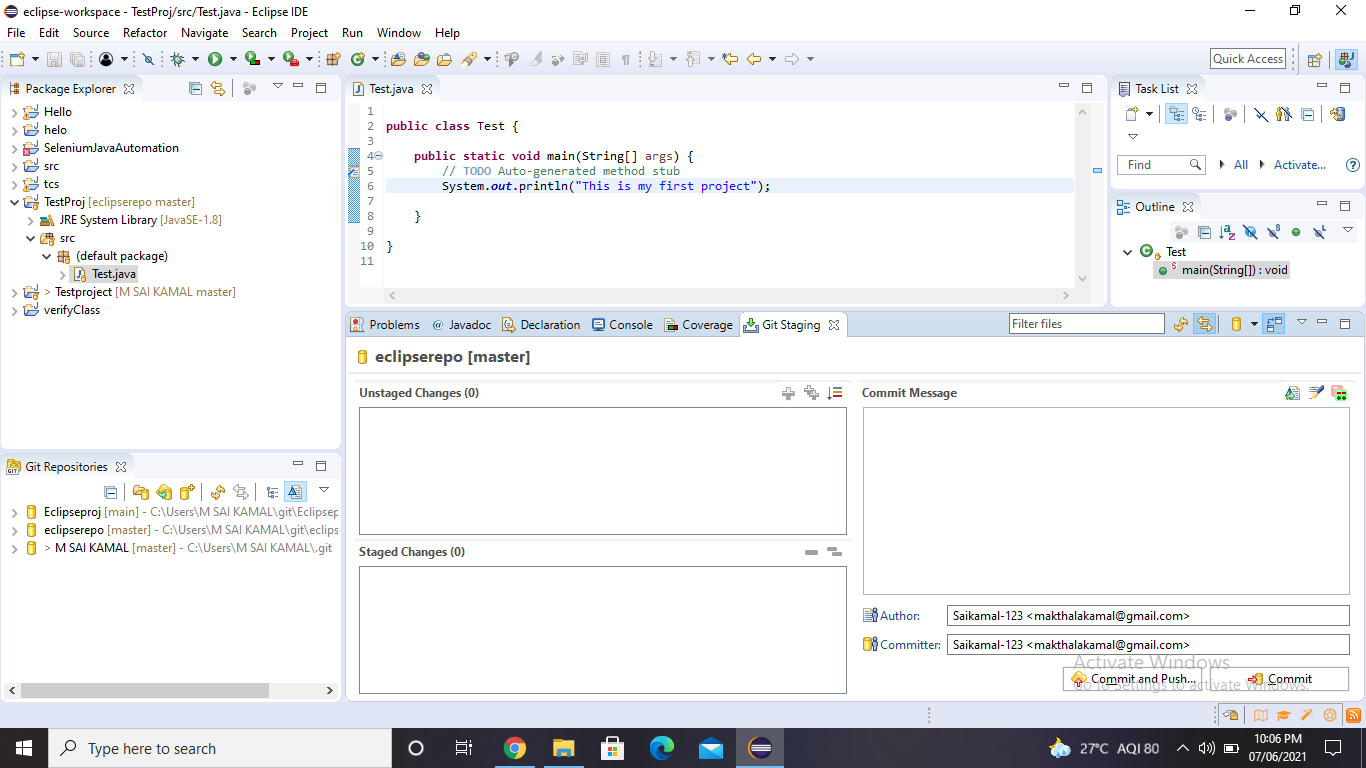 eclipse-workspace - TestProj/src/Test.java - Eclipse IDE
File Edit Source Refactor Navigate Search Project Run Window Help
Quick Access
Package Explorer
Hello
helo
SeleniumJavaAutomation
src
tcs
TestProj [eclipserepo master]
JRE System Library [JavaSE-1.8]
src
(default package)
Test.java
> Testproject [M SAI KAMAL master]
verifyClass
Test.java
1
2 public class Test {
3
4 public static void main(String[] args) {
5 // TODO Auto-generated method stub
6 System.out.println("This is my first project");
7
8 }
9
10 }
11
Task List
Find All Activate...
Outline
Test
main(String[]) : void
Git Repositories
Eclipseproj [main] - C:\Users\M SAI KAMAL\git\Eclipsep
eclipserepo [master] - C:\Users\M SAI KAMAL\git\eclips
> M SAI KAMAL [master] - C:\Users\M SAI KAMAL\.git
Problems @ Javadoc Declaration Console Coverage Git Staging
Filter files
eclipserepo [master]
Unstaged Changes (0)
Staged Changes (0)
Commit Message
Author: Saikamal-123 <makthalakamal@gmail.com>
Committer: Saikamal-123 <makthalakamal@gmail.com>
Activate Windows
Go to Settings to activate Windows.
Commit and Push... Commit
Type here to search
27°C AQI 80
10:06 PM
07/06/2021